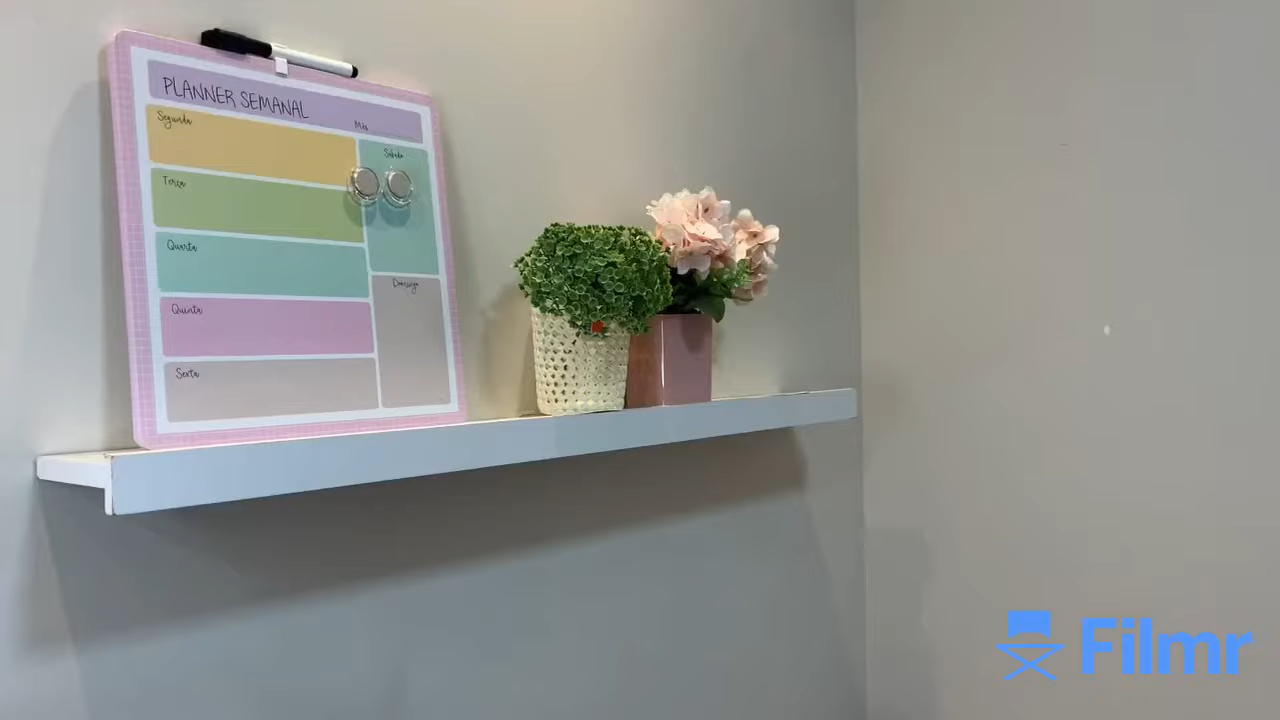 PLANNER SEMANAL
Mês
Segunda
Sábado
Terça
Quarta
Domingo
Quinta
Sexta
Filmr